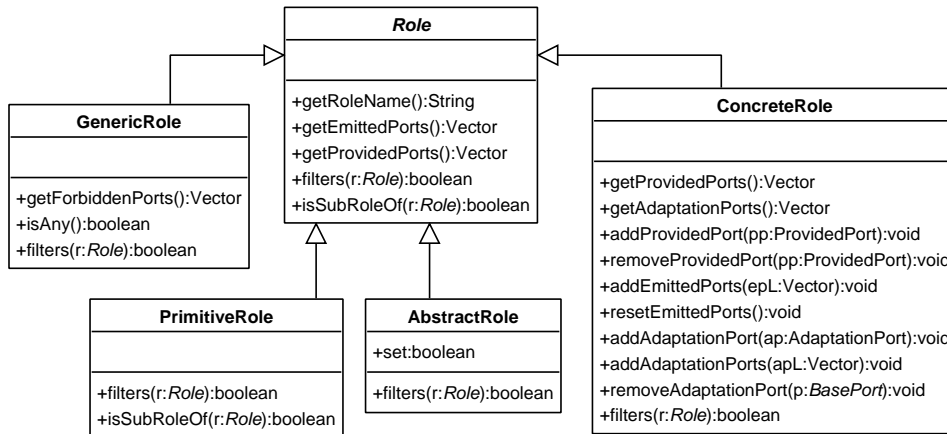 Role
+getRoleName():String
+getEmittedPorts():Vector
+getProvidedPorts():Vector
+filters(r:Role):boolean
+isSubRoleOf(r:Role):boolean
GenericRole
+getForbiddenPorts():Vector
+isAny():boolean
+filters(r:Role):boolean
ConcreteRole
+getProvidedPorts():Vector
+getAdaptationPorts():Vector
+addProvidedPort(pp:ProvidedPort):void
+removeProvidedPort(pp:ProvidedPort):void
+addEmittedPorts(epL:Vector):void
+resetEmittedPorts():void
+addAdaptationPort(ap:AdaptationPort):void
+addAdaptationPorts(apL:Vector):void
+removeAdaptationPort(p:BasePort):void
+filters(r:Role):boolean
PrimitiveRole
+filters(r:Role):boolean
+isSubRoleOf(r:Role):boolean
AbstractRole
+set:boolean
+filters(r:Role):boolean